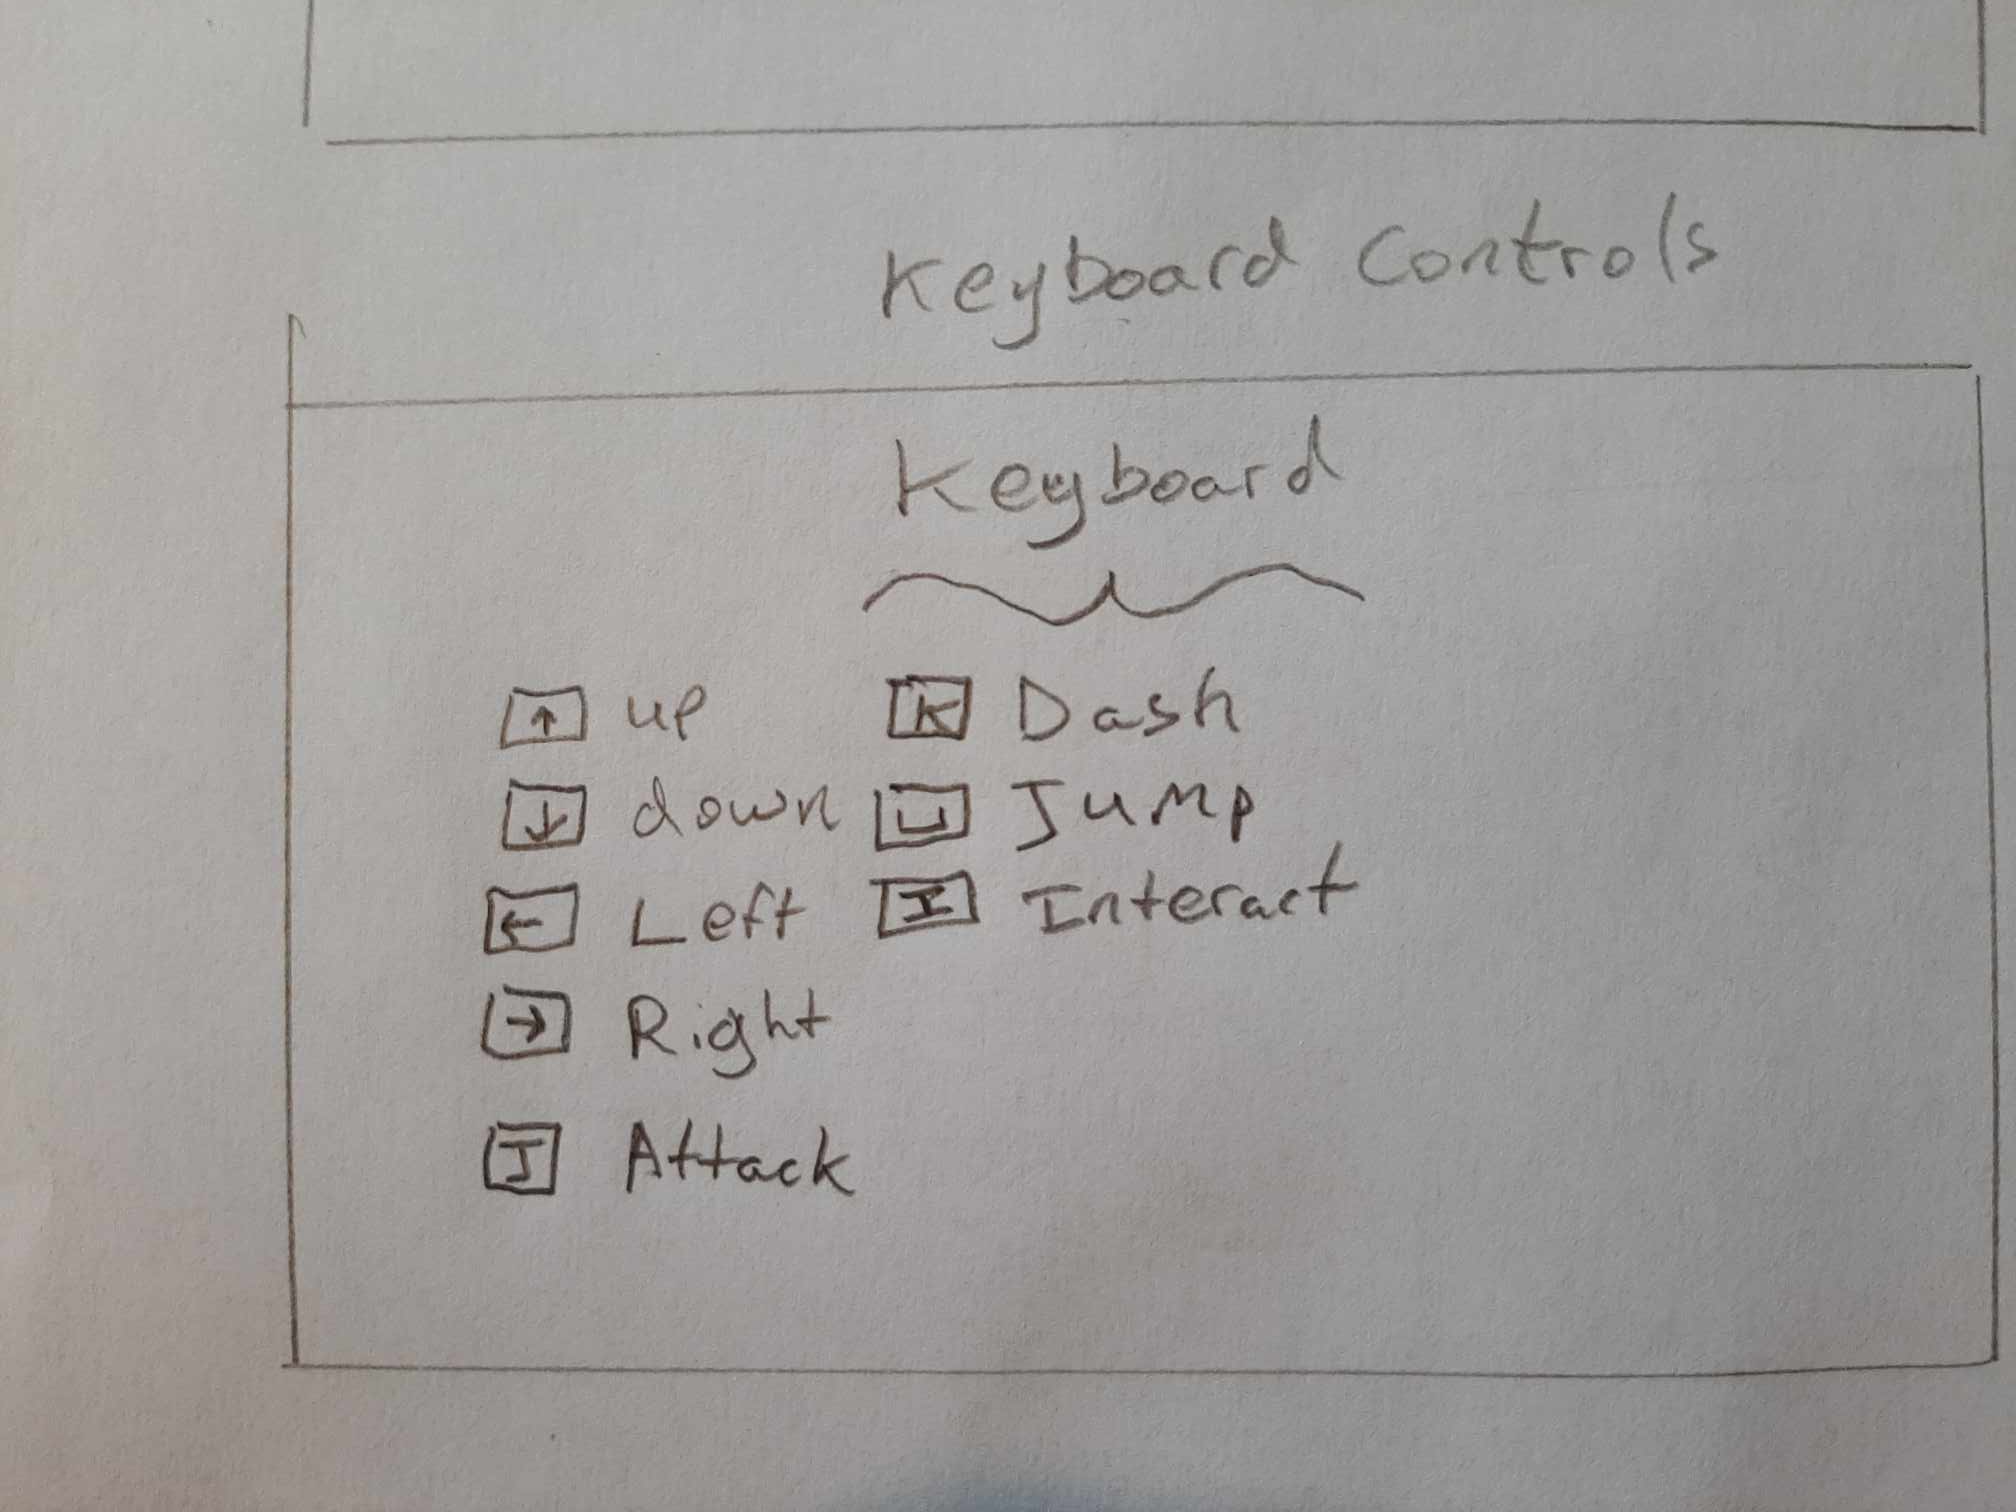 Keyboard Controls
Keyboard
↑ up K Dash
↓ down U Jump
← Left I Interact
→ Right
J Attack